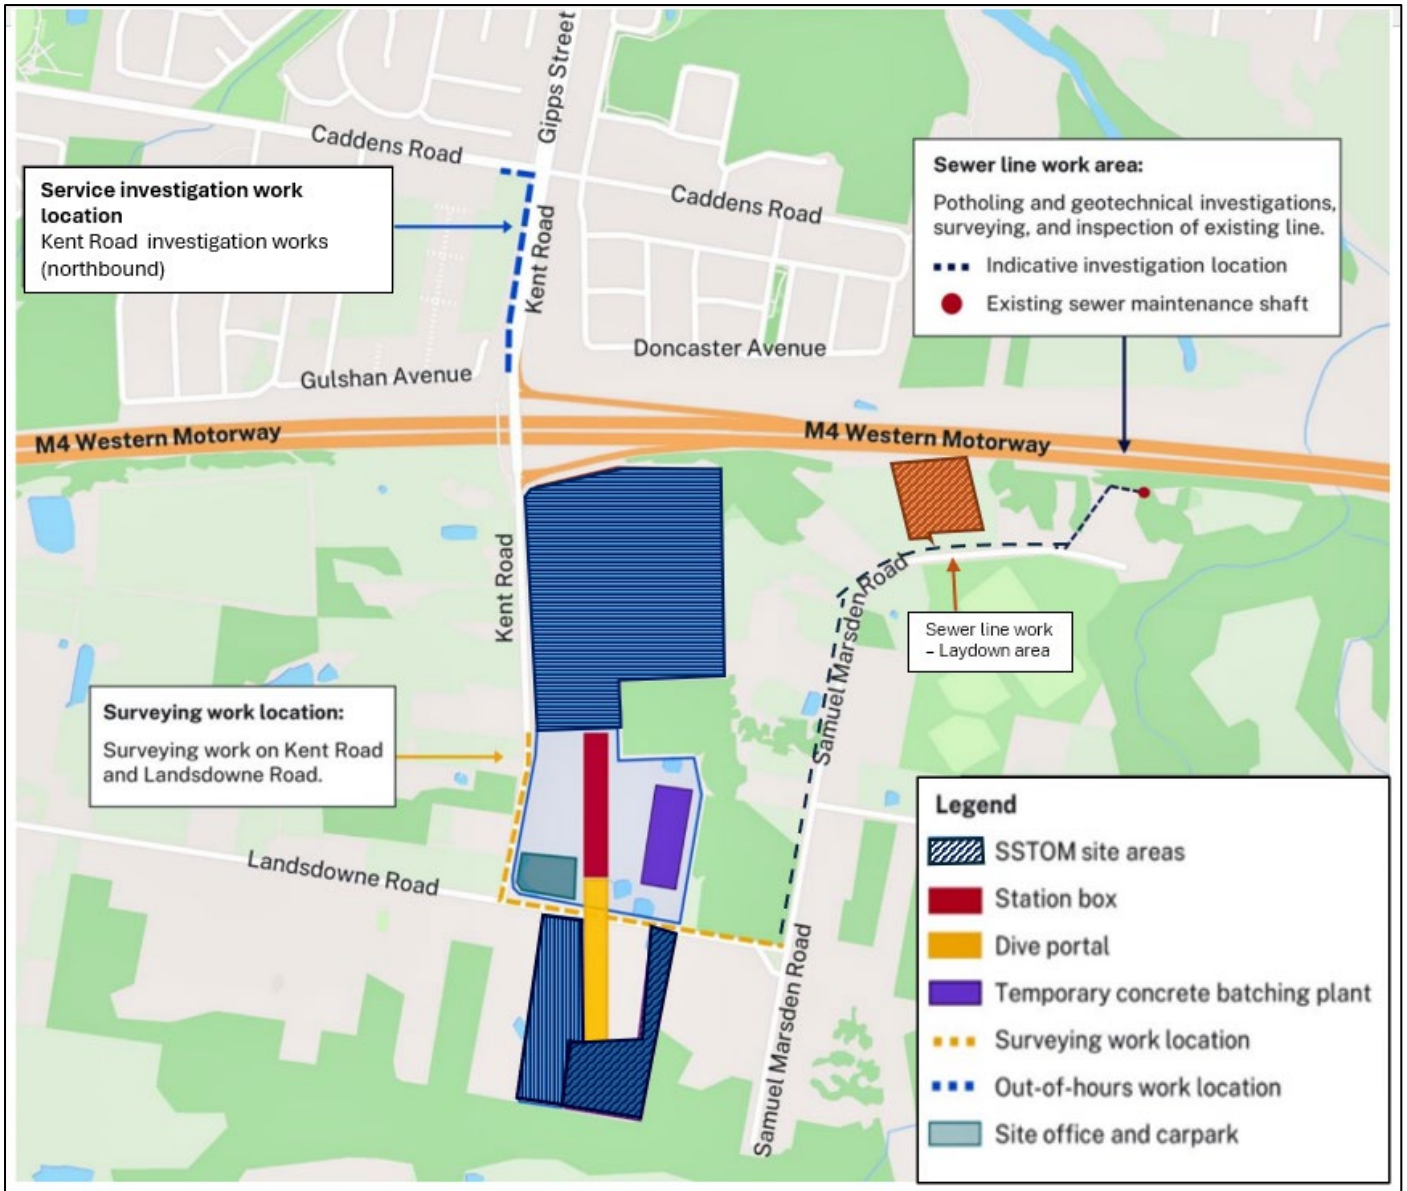 Gipps Street
Caddens Road
Service investigation work
location
Kent Road investigation works
(northbound)
Sewer line work area:
Potholing and geotechnical investigations,
surveying, and inspection of existing line.
Indicative investigation location
Existing sewer maintenance shaft
Caddens Road
Kent Road
Doncaster Avenue
Gulshan Avenue
M4 Western Motorway
M4 Western Motorway
Kent Road
Samuel Marsden Road
Sewer line work
– Laydown area
Surveying work location:
Surveying work on Kent Road
and Landsdowne Road.
Landsdowne Road
Samuel Marsden Road
Legend
SSTOM site areas
Station box
Dive portal
Temporary concrete batching plant
Surveying work location
Out-of-hours work location
Site office and carpark